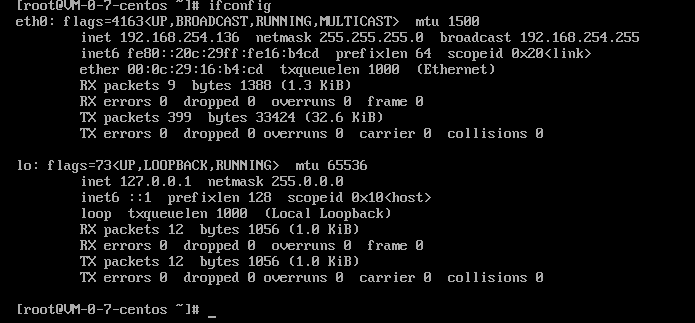 [root@VM-0-7-centos ~]# ifconfig
eth0: flags=4163<UP,BROADCAST,RUNNING,MULTICAST>  mtu 1500
        inet 192.168.254.136  netmask 255.255.255.0  broadcast 192.168.254.255
        inet6 fe80::20c:29ff:fe16:b4cd  prefixlen 64  scopeid 0x20<link>
        ether 00:0c:29:16:b4:cd  txqueuelen 1000  (Ethernet)
        RX packets 9  bytes 1388 (1.3 KiB)
        RX errors 0  dropped 0  overruns 0  frame 0
        TX packets 399  bytes 33424 (32.6 KiB)
        TX errors 0  dropped 0 overruns 0  carrier 0  collisions 0

lo: flags=73<UP,LOOPBACK,RUNNING>  mtu 65536
        inet 127.0.0.1  netmask 255.0.0.0
        inet6 ::1  prefixlen 128  scopeid 0x10<host>
        loop  txqueuelen 1000  (Local Loopback)
        RX packets 12  bytes 1056 (1.0 KiB)
        RX errors 0  dropped 0  overruns 0  frame 0
        TX packets 12  bytes 1056 (1.0 KiB)
        TX errors 0  dropped 0 overruns 0  carrier 0  collisions 0

[root@VM-0-7-centos ~]# _